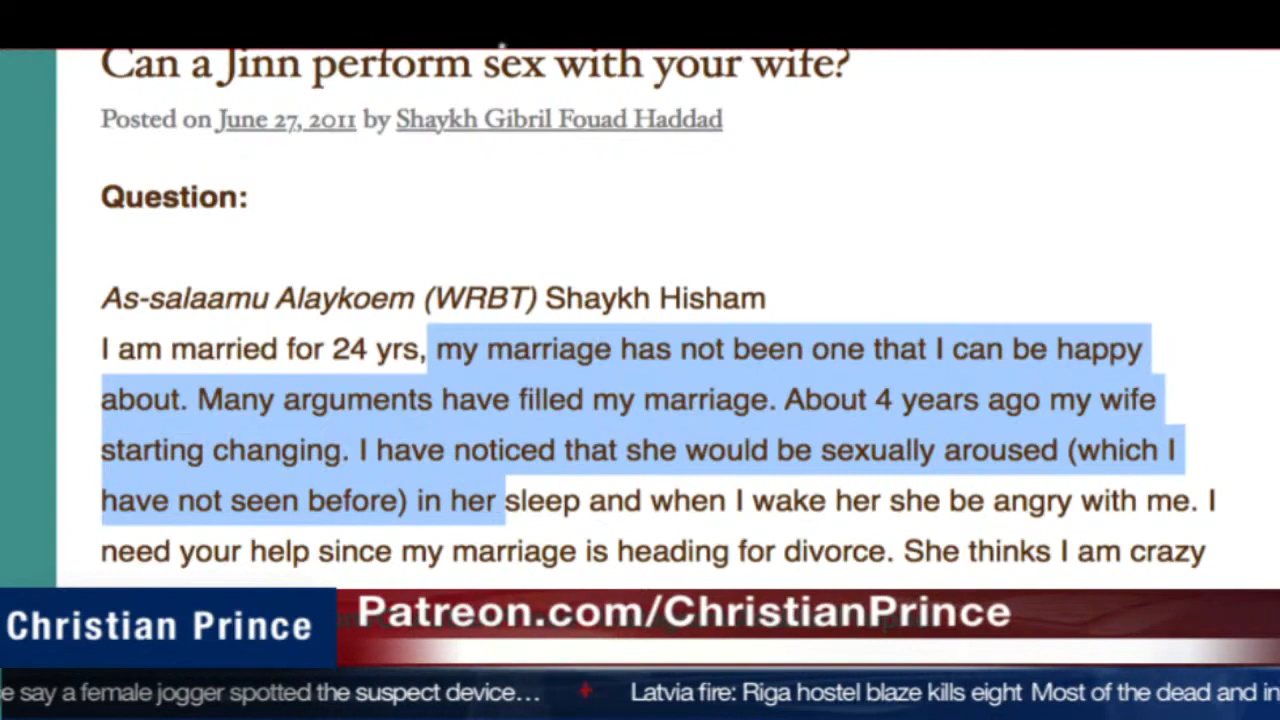 Can a Jinn perform sex with your wife?
Posted on June 27, 2011 by Shaykh Gibril Fouad Haddad
Question:
As-salaamu Alaykoem (WRBT) Shaykh Hisham
I am married for 24 yrs, my marriage has not been one that I can be happy
about. Many arguments have filled my marriage. About 4 years ago my wife
starting changing. I have noticed that she would be sexually aroused (which I
have not seen before) in her sleep and when I wake her she be angry with me. I
need your help since my marriage is heading for divorce. She thinks I am crazy
Christian Prince
Patreon.com/ChristianPrince
e say a female jogger spotted the suspect device... + Latvia fire: Riga hostel blaze kills eight Most of the dead and in